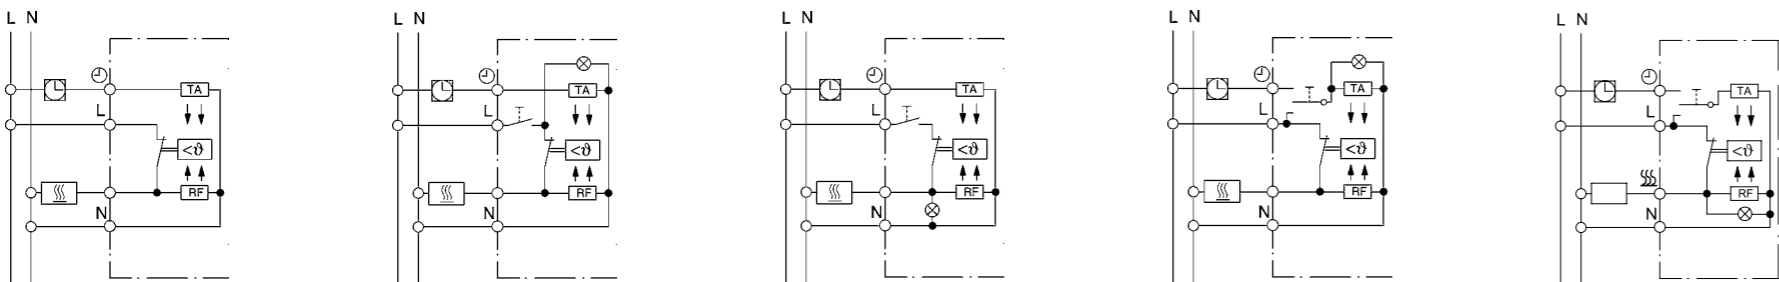 L N L N L N L N L N
TA TA TA TA TA
L L L L L
<ϑ <ϑ <ϑ <ϑ <ϑ
RF RF RF RF RF
N N N N N